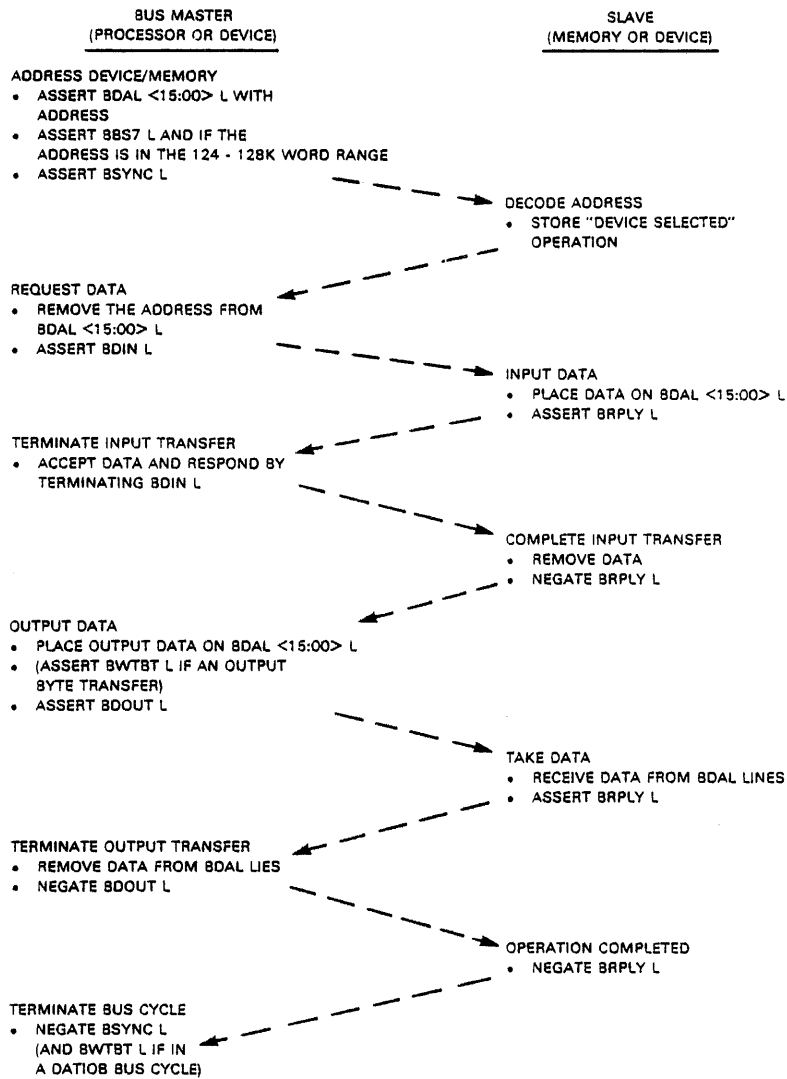 BUS MASTER
(PROCESSOR OR DEVICE)
SLAVE
(MEMORY OR DEVICE)
ADDRESS DEVICE/MEMORY
• ASSERT BDAL <15:00> L WITH
ADDRESS
• ASSERT BBS7 L AND IF THE
ADDRESS IS IN THE 124 - 128K WORD RANGE
• ASSERT BSYNC L
DECODE ADDRESS
• STORE "DEVICE SELECTED"
OPERATION
REQUEST DATA
• REMOVE THE ADDRESS FROM
BDAL <15:00> L
• ASSERT BDIN L
INPUT DATA
• PLACE DATA ON BDAL <15:00> L
• ASSERT BRPLY L
TERMINATE INPUT TRANSFER
• ACCEPT DATA AND RESPOND BY
TERMINATING BDIN L
COMPLETE INPUT TRANSFER
• REMOVE DATA
• NEGATE BRPLY L
OUTPUT DATA
• PLACE OUTPUT DATA ON BDAL <15:00> L
• (ASSERT BWTBT L IF AN OUTPUT
BYTE TRANSFER)
• ASSERT BDOUT L
TAKE DATA
• RECEIVE DATA FROM BDAL LINES
• ASSERT BRPLY L
TERMINATE OUTPUT TRANSFER
• REMOVE DATA FROM BDAL LIES
• NEGATE BDOUT L
OPERATION COMPLETED
• NEGATE BRPLY L
TERMINATE BUS CYCLE
• NEGATE BSYNC L
(AND BWTBT L IF IN
A DATIOB BUS CYCLE)